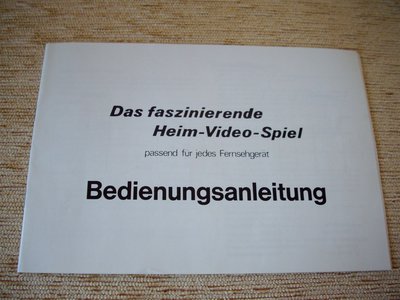 Das faszinierende
Heim-Video-Spiel
passend für jedes Fernsehgerät
Bedienungsanleitung